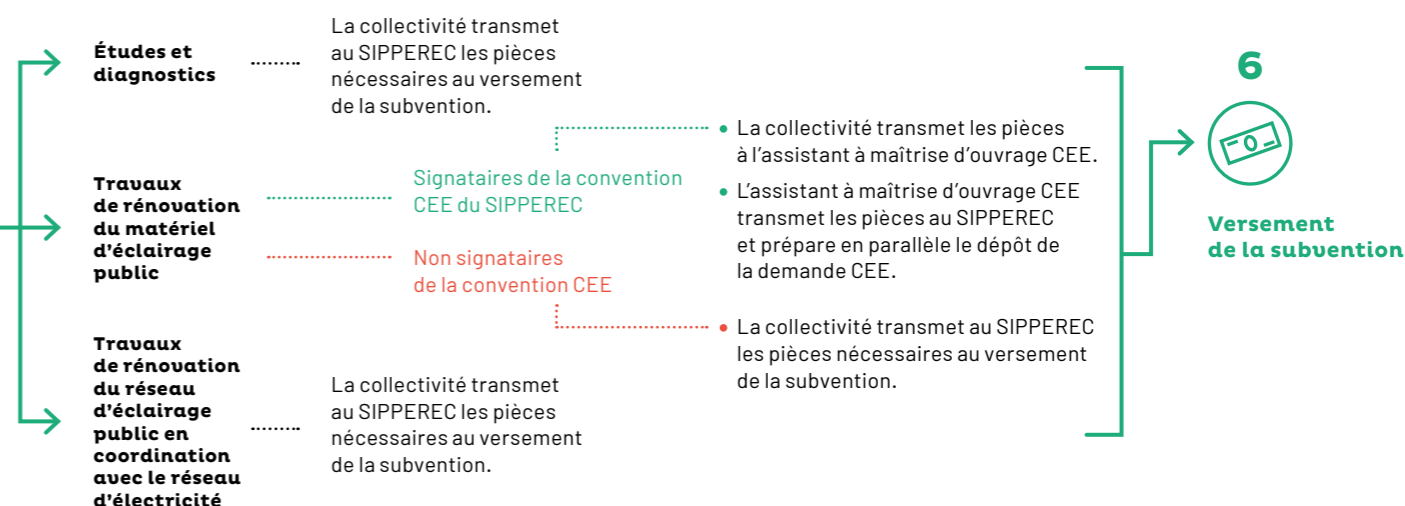 Études et
diagnostics
La collectivité transmet
au SIPPEREC les pièces
nécessaires au versement
de la subvention.
Travaux
de rénovation
du matériel
d'éclairage
public
Signataires de la convention
CEE du SIPPEREC
• La collectivité transmet les pièces
à l'assistant à maîtrise d'ouvrage CEE.
• L'assistant à maîtrise d'ouvrage CEE
transmet les pièces au SIPPEREC
et prépare en parallèle le dépôt de
la demande CEE.
Non signataires
de la convention CEE
• La collectivité transmet au SIPPEREC
les pièces nécessaires au versement
de la subvention.
Travaux
de rénovation
du réseau
d'éclairage
public en
coordination
avec le réseau
d'électricité
La collectivité transmet
au SIPPEREC les pièces
nécessaires au versement
de la subvention.
6
Versement
de la subvention